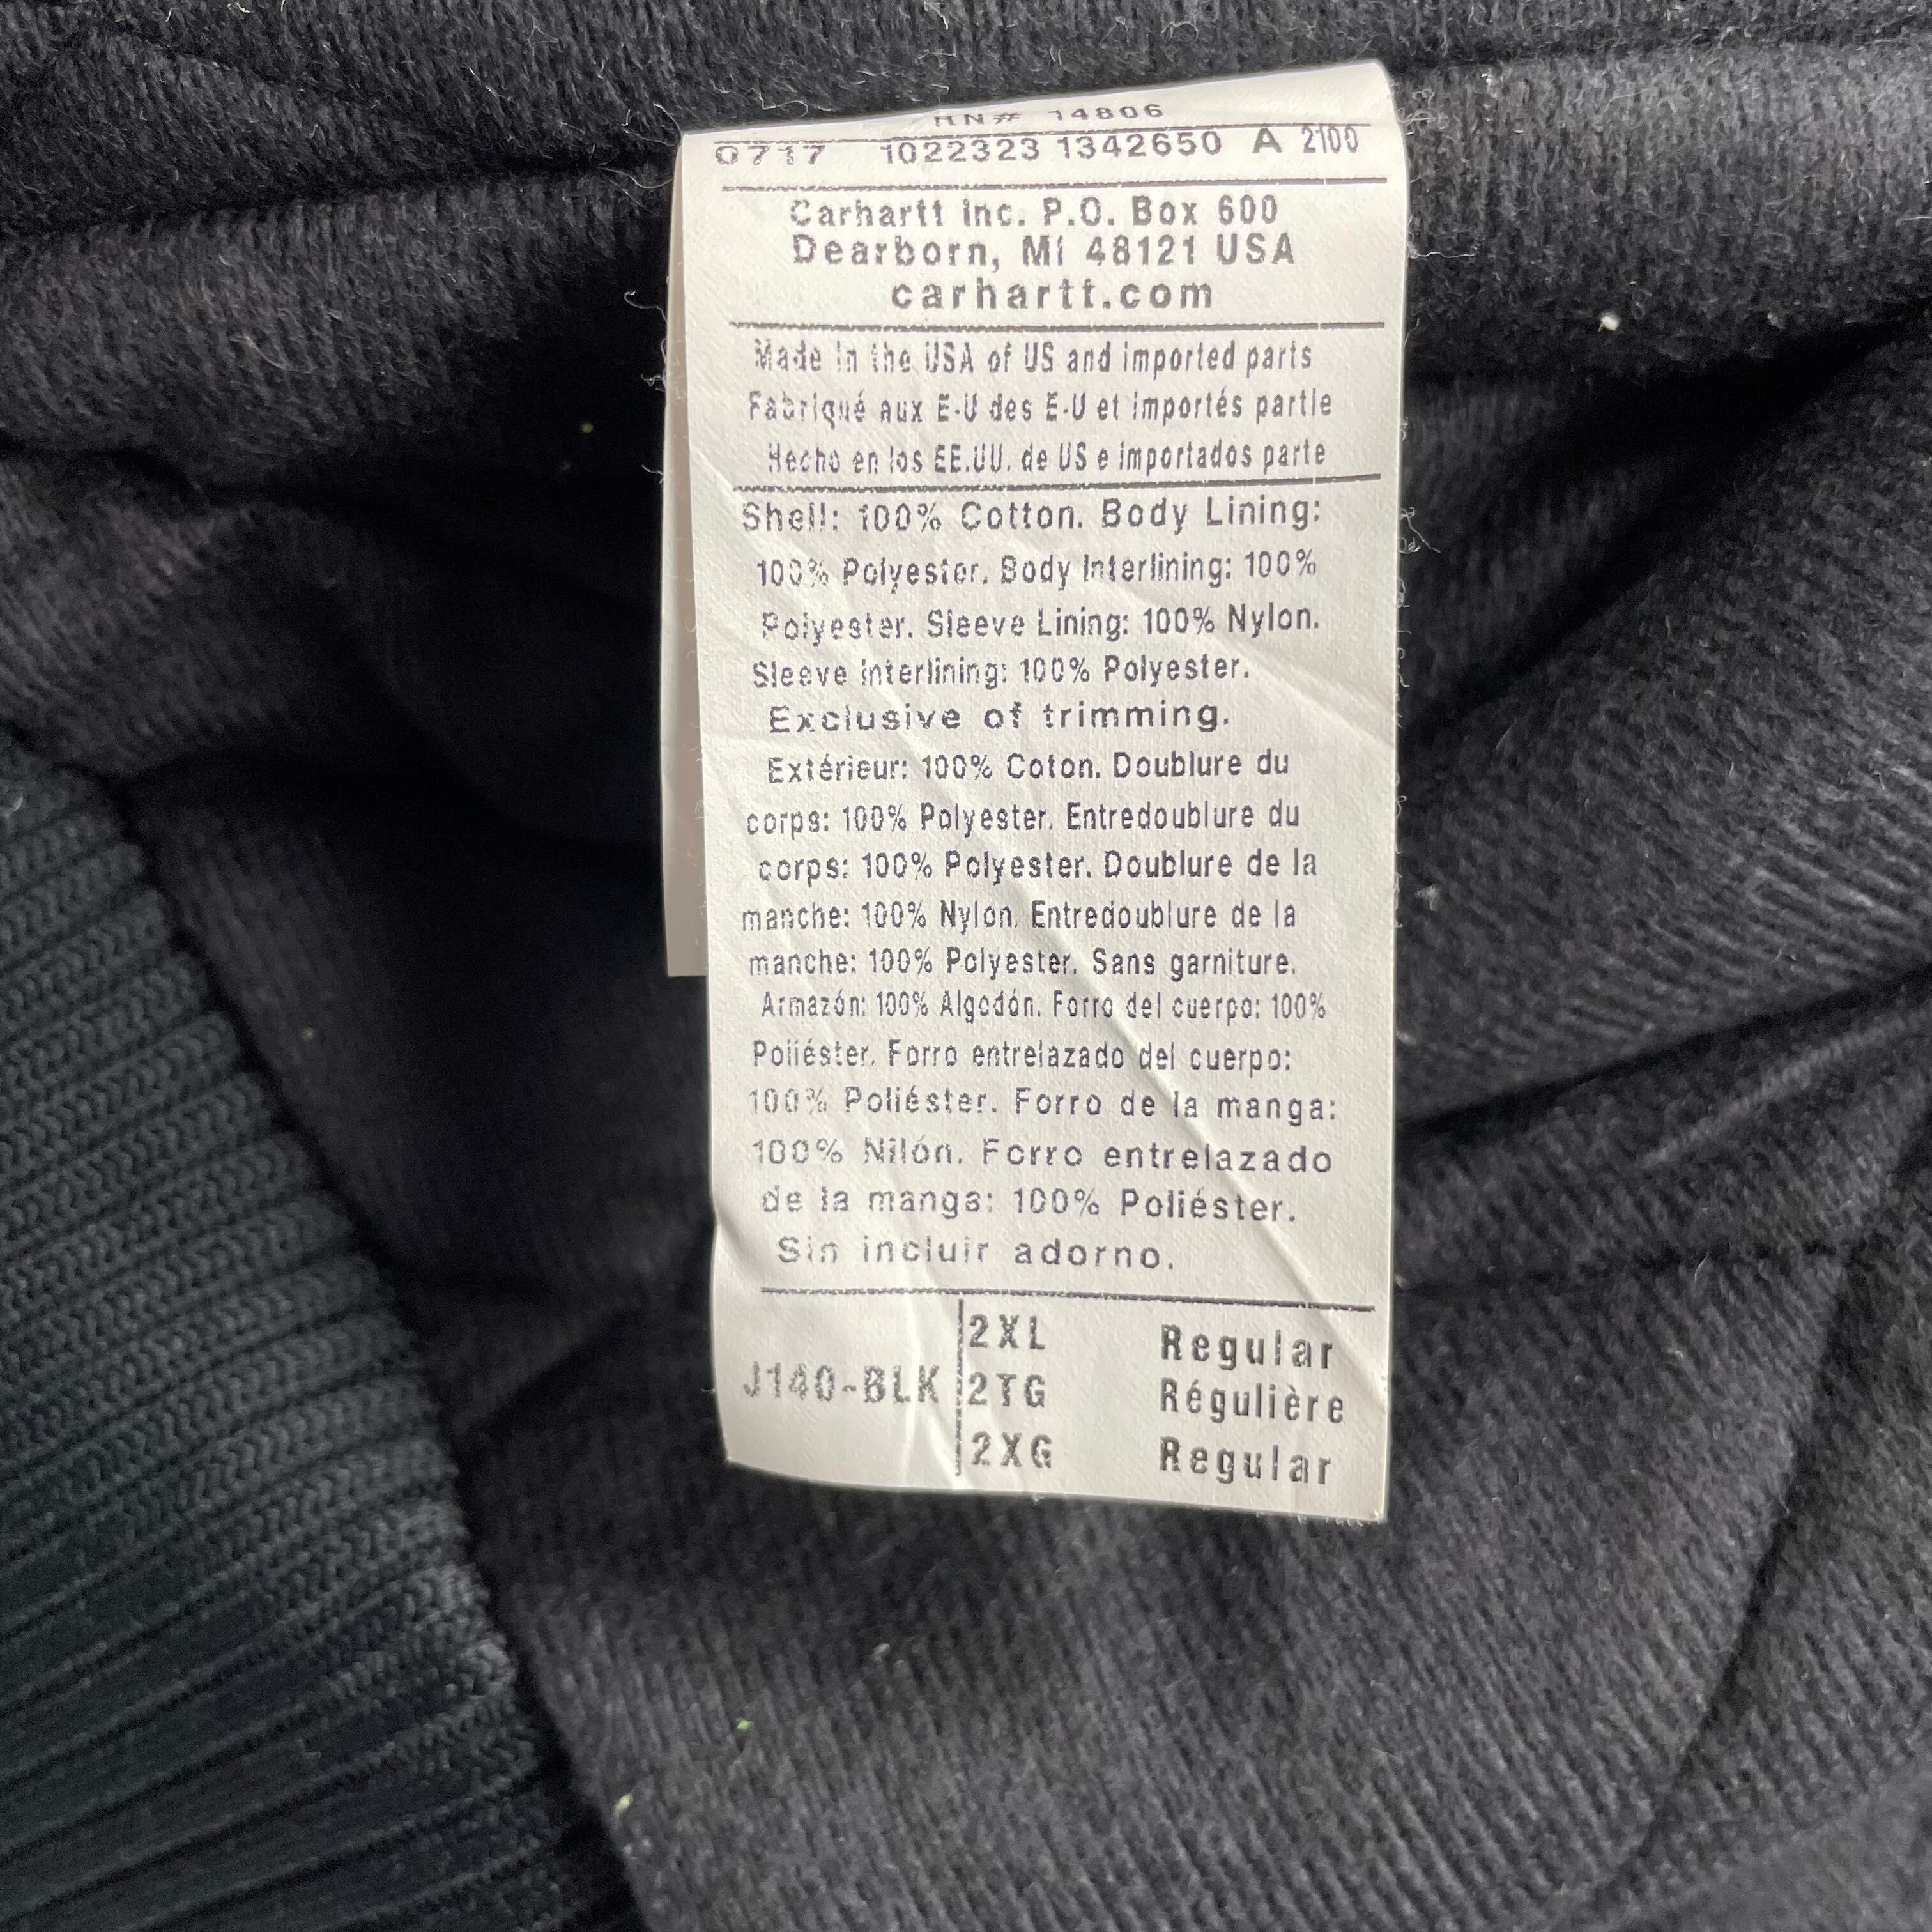 RN# 14806
0717 1022323 1342650 A 2100
Carhartt Inc. P.O. Box 600
Dearborn, MI 48121 USA
carhartt.com
Made in the USA of US and imported parts
Fabriqué aux E-U des E-U et importés partie
Hecho en los EE.UU. de US e importados parte
Shell: 100% Cotton. Body Lining:
100% Polyester. Body Interlining: 100%
Polyester. Sleeve Lining: 100% Nylon.
Sleeve Interlining: 100% Polyester.
Exclusive of trimming.
Extérieur: 100% Coton. Doublure du
corps: 100% Polyester. Entredoublure du
corps: 100% Polyester. Doublure de la
manche: 100% Nylon. Entredoublure de la
manche: 100% Polyester. Sans garniture.
Armazón: 100% Algodón. Forro del cuerpo: 100%
Poliéster. Forro entrelazado del cuerpo:
100% Poliéster. Forro de la manga:
100% Nilón. Forro entrelazado
de la manga: 100% Poliéster.
Sin incluir adorno.
J140-BLK
2XL Regular
2TG Régulière
2XG Regular